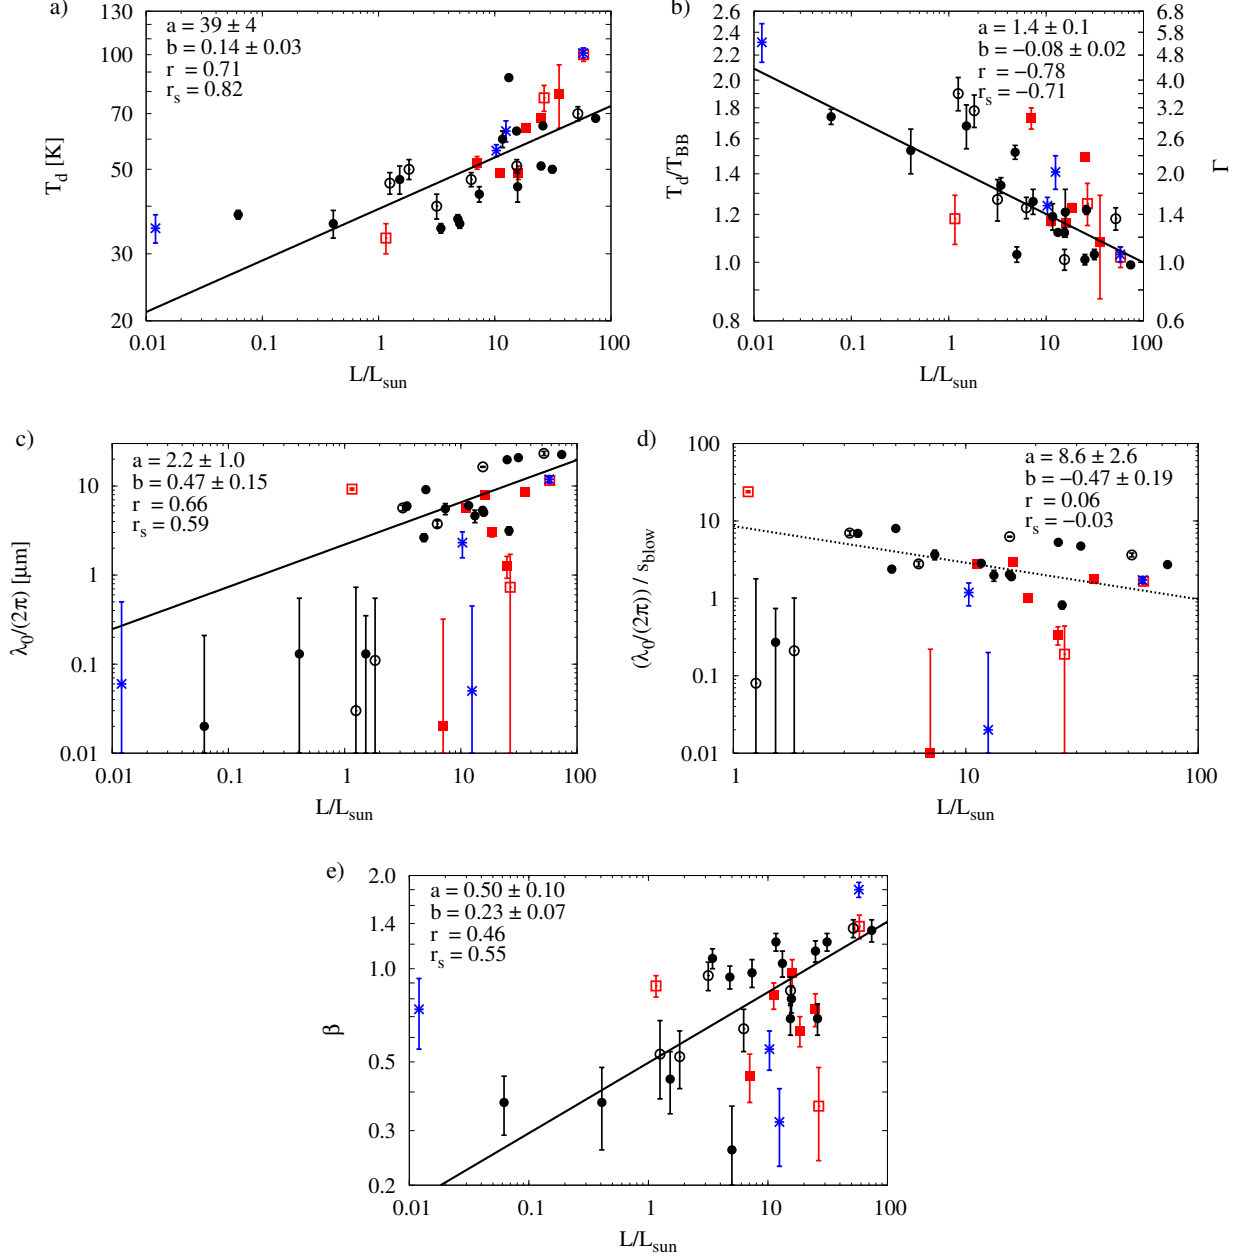 a)
130
100
70
50
30
20
T_d [K]
a = 39 ± 4
b = 0.14 ± 0.03
r = 0.71
r_s = 0.82
0.01 0.1 1 10 100
L/L_sun
b)
2.6
2.4
2.2
2.0
1.8
1.6
1.4
1.2
1.0
0.8
T_d/T_BB
a = 1.4 ± 0.1
b = −0.08 ± 0.02
r = −0.78
r_s = −0.71
6.8
5.8
4.8
4.0
3.2
2.6
2.0
1.4
1.0
0.6
Γ
0.01 0.1 1 10 100
L/L_sun
c)
10
1
0.1
0.01
λ_0/(2π) [μm]
a = 2.2 ± 1.0
b = 0.47 ± 0.15
r = 0.66
r_s = 0.59
0.01 0.1 1 10 100
L/L_sun
d)
100
10
1
0.1
0.01
(λ_0/(2π)) / s_blow
a = 8.6 ± 2.6
b = −0.47 ± 0.19
r = 0.06
r_s = −0.03
1 10 100
L/L_sun
e)
2.0
1.4
1.0
0.5
0.3
0.2
β
a = 0.50 ± 0.10
b = 0.23 ± 0.07
r = 0.46
r_s = 0.55
0.01 0.1 1 10 100
L/L_sun